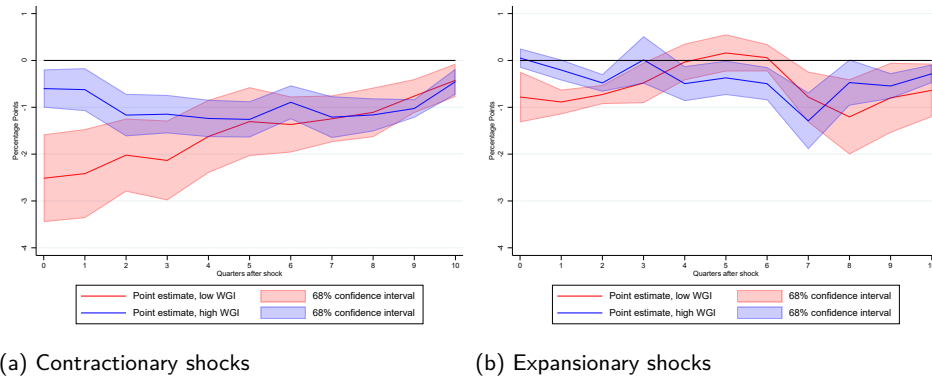 1
0
-1
-2
-3
-4
Percentage Points
0 1 2 3 4 5 6 7 8 9 10
Quarters after shock
Point estimate, low WGI 68% confidence interval
Point estimate, high WGI 68% confidence interval
(a) Contractionary shocks
1
0
-1
-2
-3
-4
Percentage Points
0 1 2 3 4 5 6 7 8 9 10
Quarters after shock
Point estimate, low WGI 68% confidence interval
Point estimate, high WGI 68% confidence interval
(b) Expansionary shocks